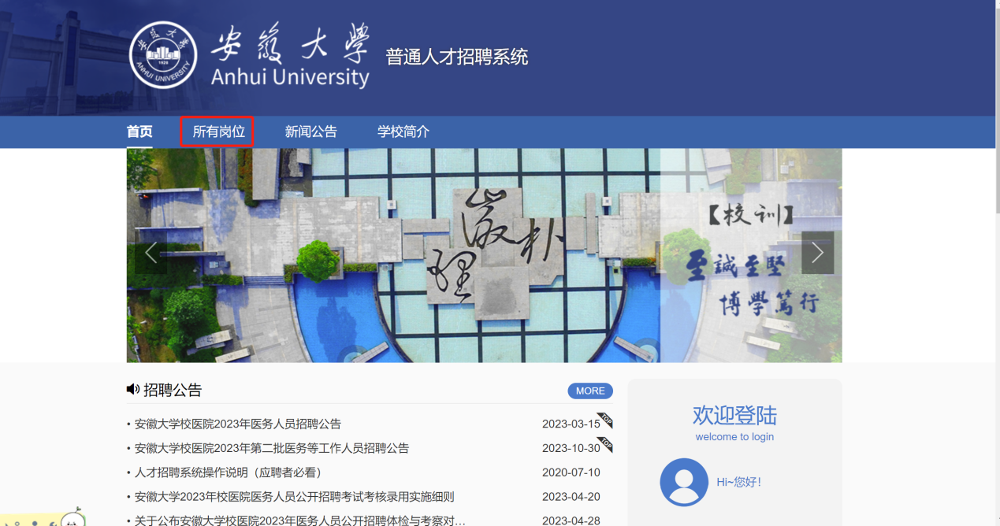 安徽大学
Anhui University
普通人才招聘系统
ANHUI UNIVERSITY
1928
首页
所有岗位
新闻公告
学校简介
【校训】
至誠至堅
博學篤行
招聘公告
MORE
• 安徽大学校医院2023年医务人员招聘公告 2023-03-15 TOP
• 安徽大学校医院2023年第二批医务等工作人员招聘公告 2023-10-30 TOP
• 人才招聘系统操作说明（应聘者必看） 2020-07-10
• 安徽大学2023年校医院医务人员公开招聘考试考核录用实施细则 2023-04-20
• 关于公布安徽大学校医院2023年医务人员公开招聘体检与考察对… 2023-04-28
欢迎登陆
welcome to login
Hi~您好!